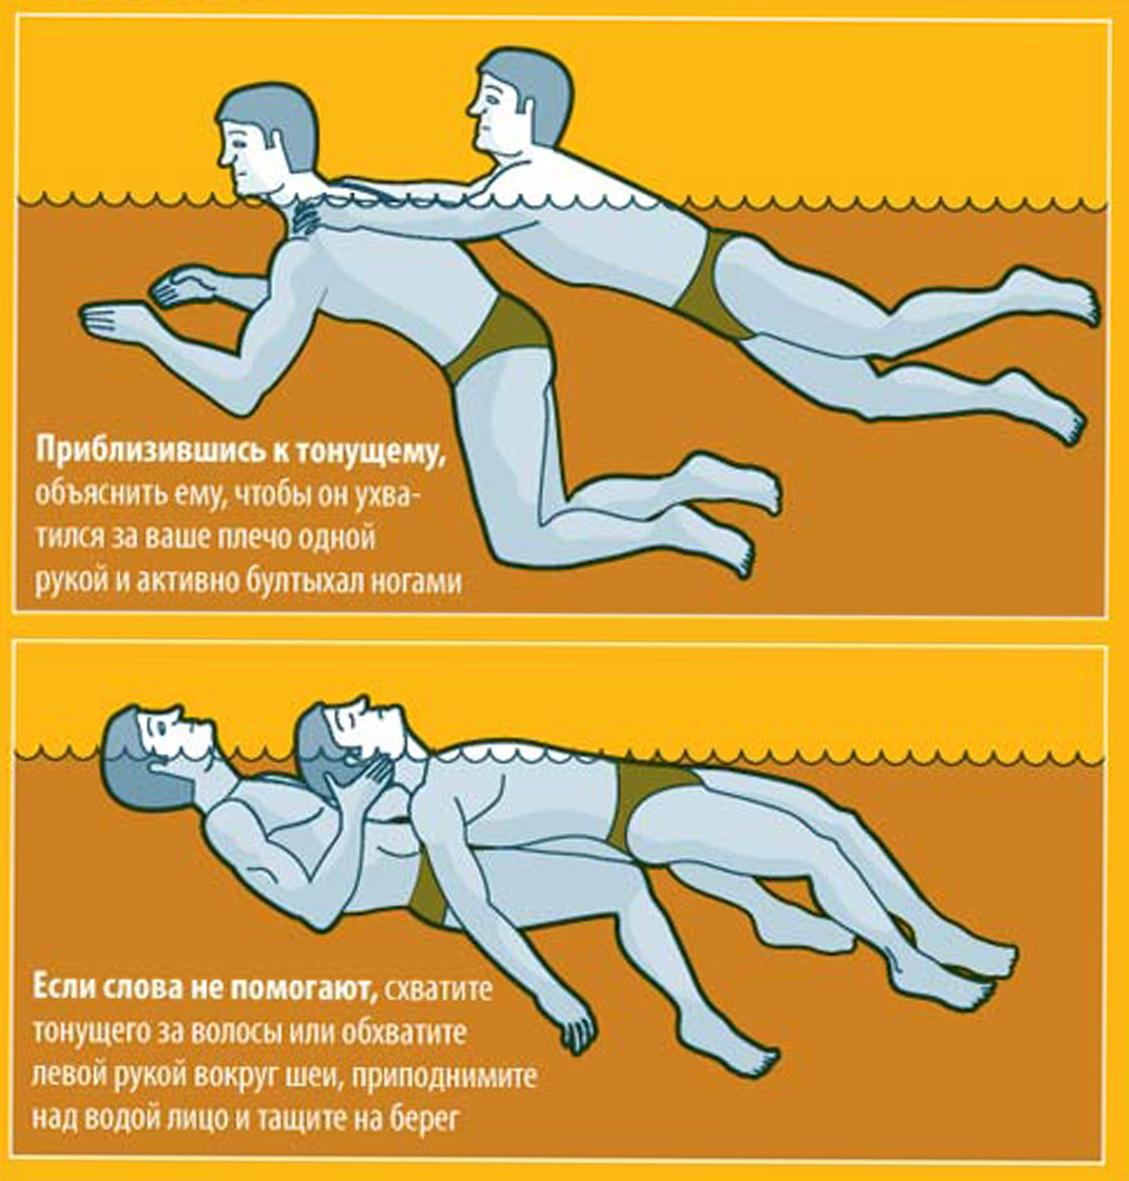 Приблизившись к тонущему,
объяснить ему, чтобы он ухва-
тился за ваше плечо одной
рукой и активно бултыхал ногами
Если слова не помогают, схватите
тонущего за волосы или обхватите
левой рукой вокруг шеи, приподнимите
над водой лицо и тащите на берег